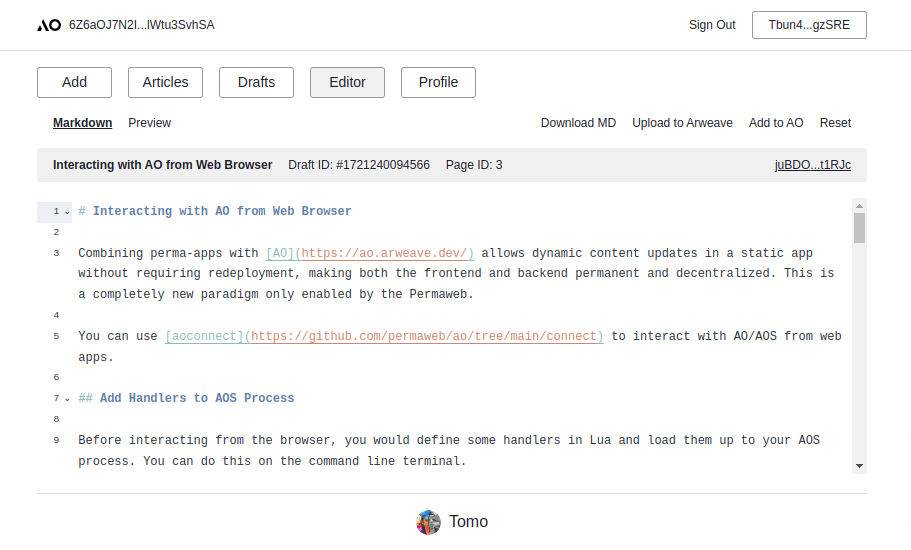 AO 6Z6aOJ7N2I...lWtu3SvhSA Sign Out Tbun4...gzSRE
Add Articles Drafts Editor Profile
Markdown Preview Download MD Upload to Arweave Add to AO Reset
Interacting with AO from Web Browser Draft ID: #1721240094566 Page ID: 3 juBDO...t1RJc
1 # Interacting with AO from Web Browser
2
3 Combining perma-apps with [AO](https://ao.arweave.dev/) allows dynamic content updates in a static app
without requiring redeployment, making both the frontend and backend permanent and decentralized. This is
a completely new paradigm only enabled by the Permaweb.
4
5 You can use [aoconnect](https://github.com/permaweb/ao/tree/main/connect) to interact with AO/AOS from web
apps.
6
7 ## Add Handlers to AOS Process
8
9 Before interacting from the browser, you would define some handlers in Lua and load them up to your AOS
process. You can do this on the command line terminal.
Tomo